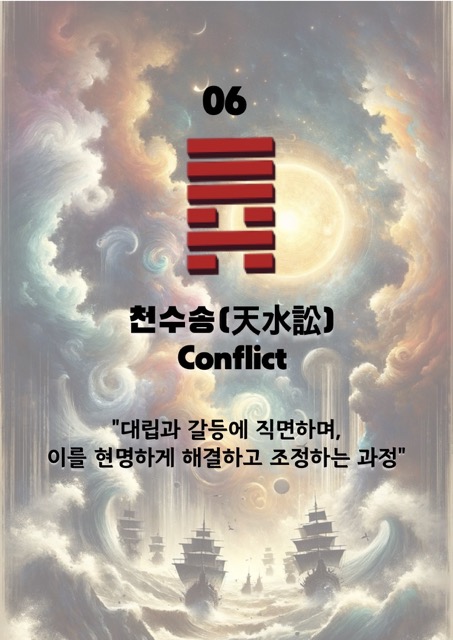 06
천수송(天水訟)
Conflict
"대립과 갈등에 직면하며,
이를 현명하게 해결하고 조정하는 과정"